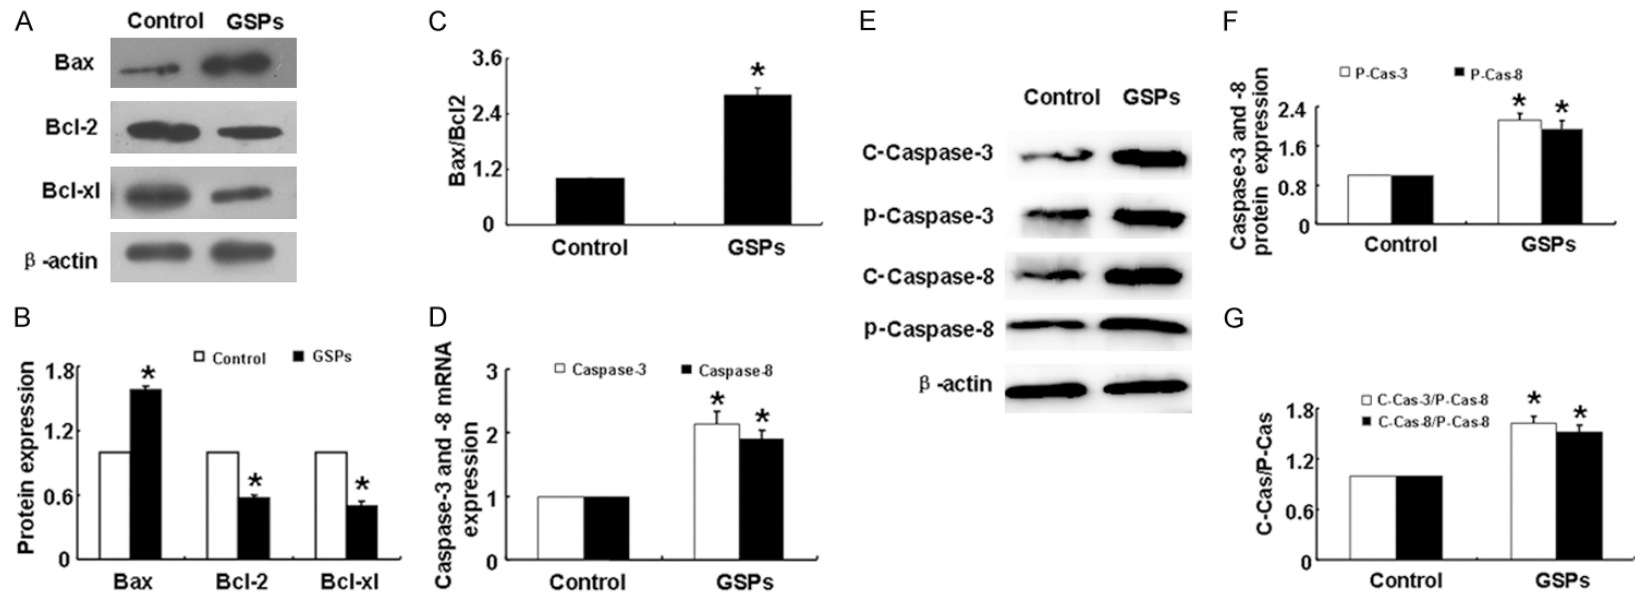 A
Control GSPs
Bax
Bcl-2
Bcl-xl
β-actin
B
Control GSPs
Protein expression
1.8
1.2
0.6
0
*
*
*
Bax Bcl-2 Bcl-xl
C
Bax/Bcl2
3.6
2.4
1.2
0
*
Control GSPs
D
Caspase-3 and -8 mRNA
expression
Caspase-3 Caspase-8
3
2
1
0
* *
Control GSPs
E
Control GSPs
C-Caspase-3
p-Caspase-3
C-Caspase-8
p-Caspase-8
β-actin
F
Caspase-3 and -8
protein expression
P-Cas-3 P-Cas-8
2.4
1.6
0.8
0
* *
Control GSPs
G
C-Cas/P-Cas
C-Cas-3/P-Cas-8
C-Cas-8/P-Cas-8
1.8
1.2
0.6
0
* *
Control GSPs